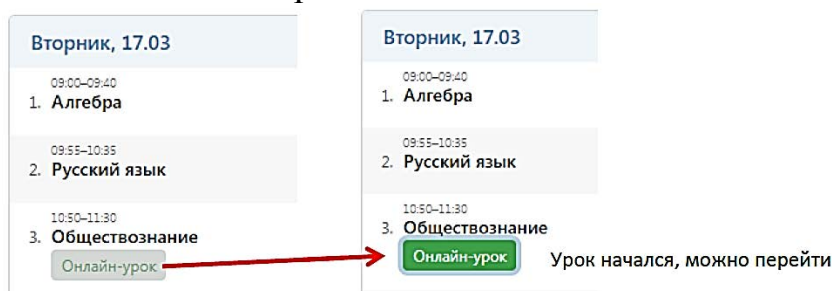 Вторник, 17.03
09:00–09:40
1. Алгебра
09:55–10:35
2. Русский язык
10:50–11:30
3. Обществознание
Онлайн-урок
Вторник, 17.03
09:00–09:40
1. Алгебра
09:55–10:35
2. Русский язык
10:50–11:30
3. Обществознание
Онлайн-урок
Урок начался, можно перейти